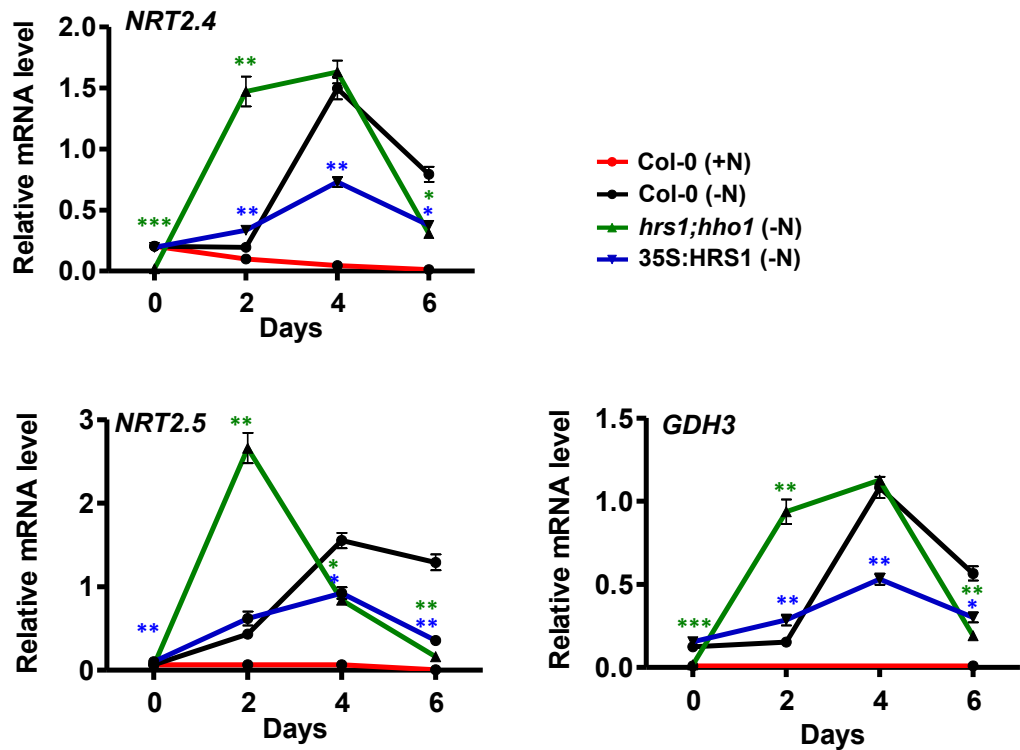 NRT2.4
Relative mRNA level
2.0
1.5
1.0
0.5
0.0
**
***
**
**
*
*
0 2 4 6
Days
Col-0 (+N)
Col-0 (-N)
hrs1;hho1 (-N)
35S:HRS1 (-N)
NRT2.5
Relative mRNA level
3
2
1
0
**
**
*
*
**
**
0 2 4 6
Days
GDH3
Relative mRNA level
1.5
1.0
0.5
0.0
**
***
**
**
**
*
0 2 4 6
Days